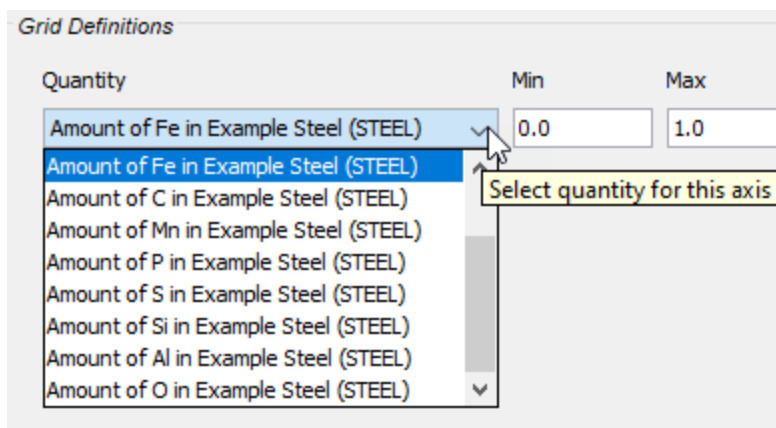 Grid Definitions
Quantity Min Max
Amount of Fe in Example Steel (STEEL) 0.0 1.0
Amount of Fe in Example Steel (STEEL)
Select quantity for this axis
Amount of C in Example Steel (STEEL)
Amount of Mn in Example Steel (STEEL)
Amount of P in Example Steel (STEEL)
Amount of S in Example Steel (STEEL)
Amount of Si in Example Steel (STEEL)
Amount of Al in Example Steel (STEEL)
Amount of O in Example Steel (STEEL)